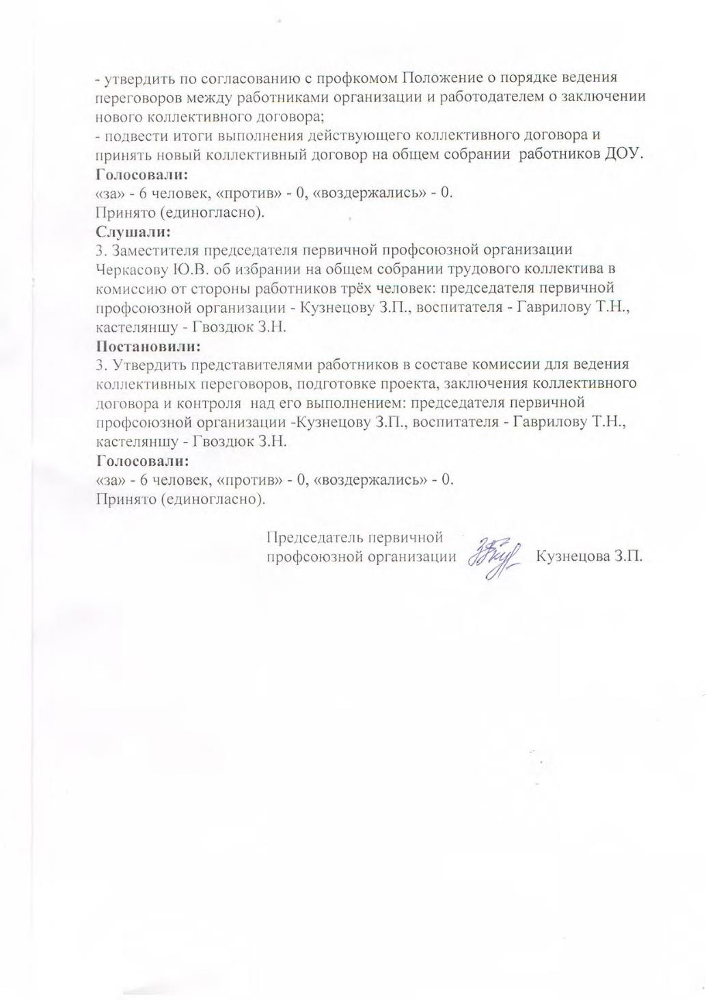 - утвердить по согласованию с профкомом Положение о порядке ведения
переговоров между работниками организации и работодателем о заключении
нового коллективного договора;
- подвести итоги выполнения действующего коллективного договора и
принять новый коллективный договор на общем собрании  работников ДОУ.
Голосовали:
«за» - 6 человек, «против» - 0, «воздержались» - 0.
Принято (единогласно).
Слушали:
3. Заместителя председателя первичной профсоюзной организации
Черкасову Ю.В. об избрании на общем собрании трудового коллектива в
комиссию от стороны работников трёх человек: председателя первичной
профсоюзной организации - Кузнецову З.П., воспитателя - Гаврилову Т.Н.,
кастеляншу - Гвоздюк З.Н.
Постановили:
3. Утвердить представителями работников в составе комиссии для ведения
коллективных переговоров, подготовке проекта, заключения коллективного
договора и контроля  над его выполнением: председателя первичной
профсоюзной организации -Кузнецову З.П., воспитателя - Гаврилову Т.Н.,
кастеляншу - Гвоздюк З.Н.
Голосовали:
«за» - 6 человек, «против» - 0, «воздержались» - 0.
Принято (единогласно).
Председатель первичной
профсоюзной организации Кузнецова З.П.